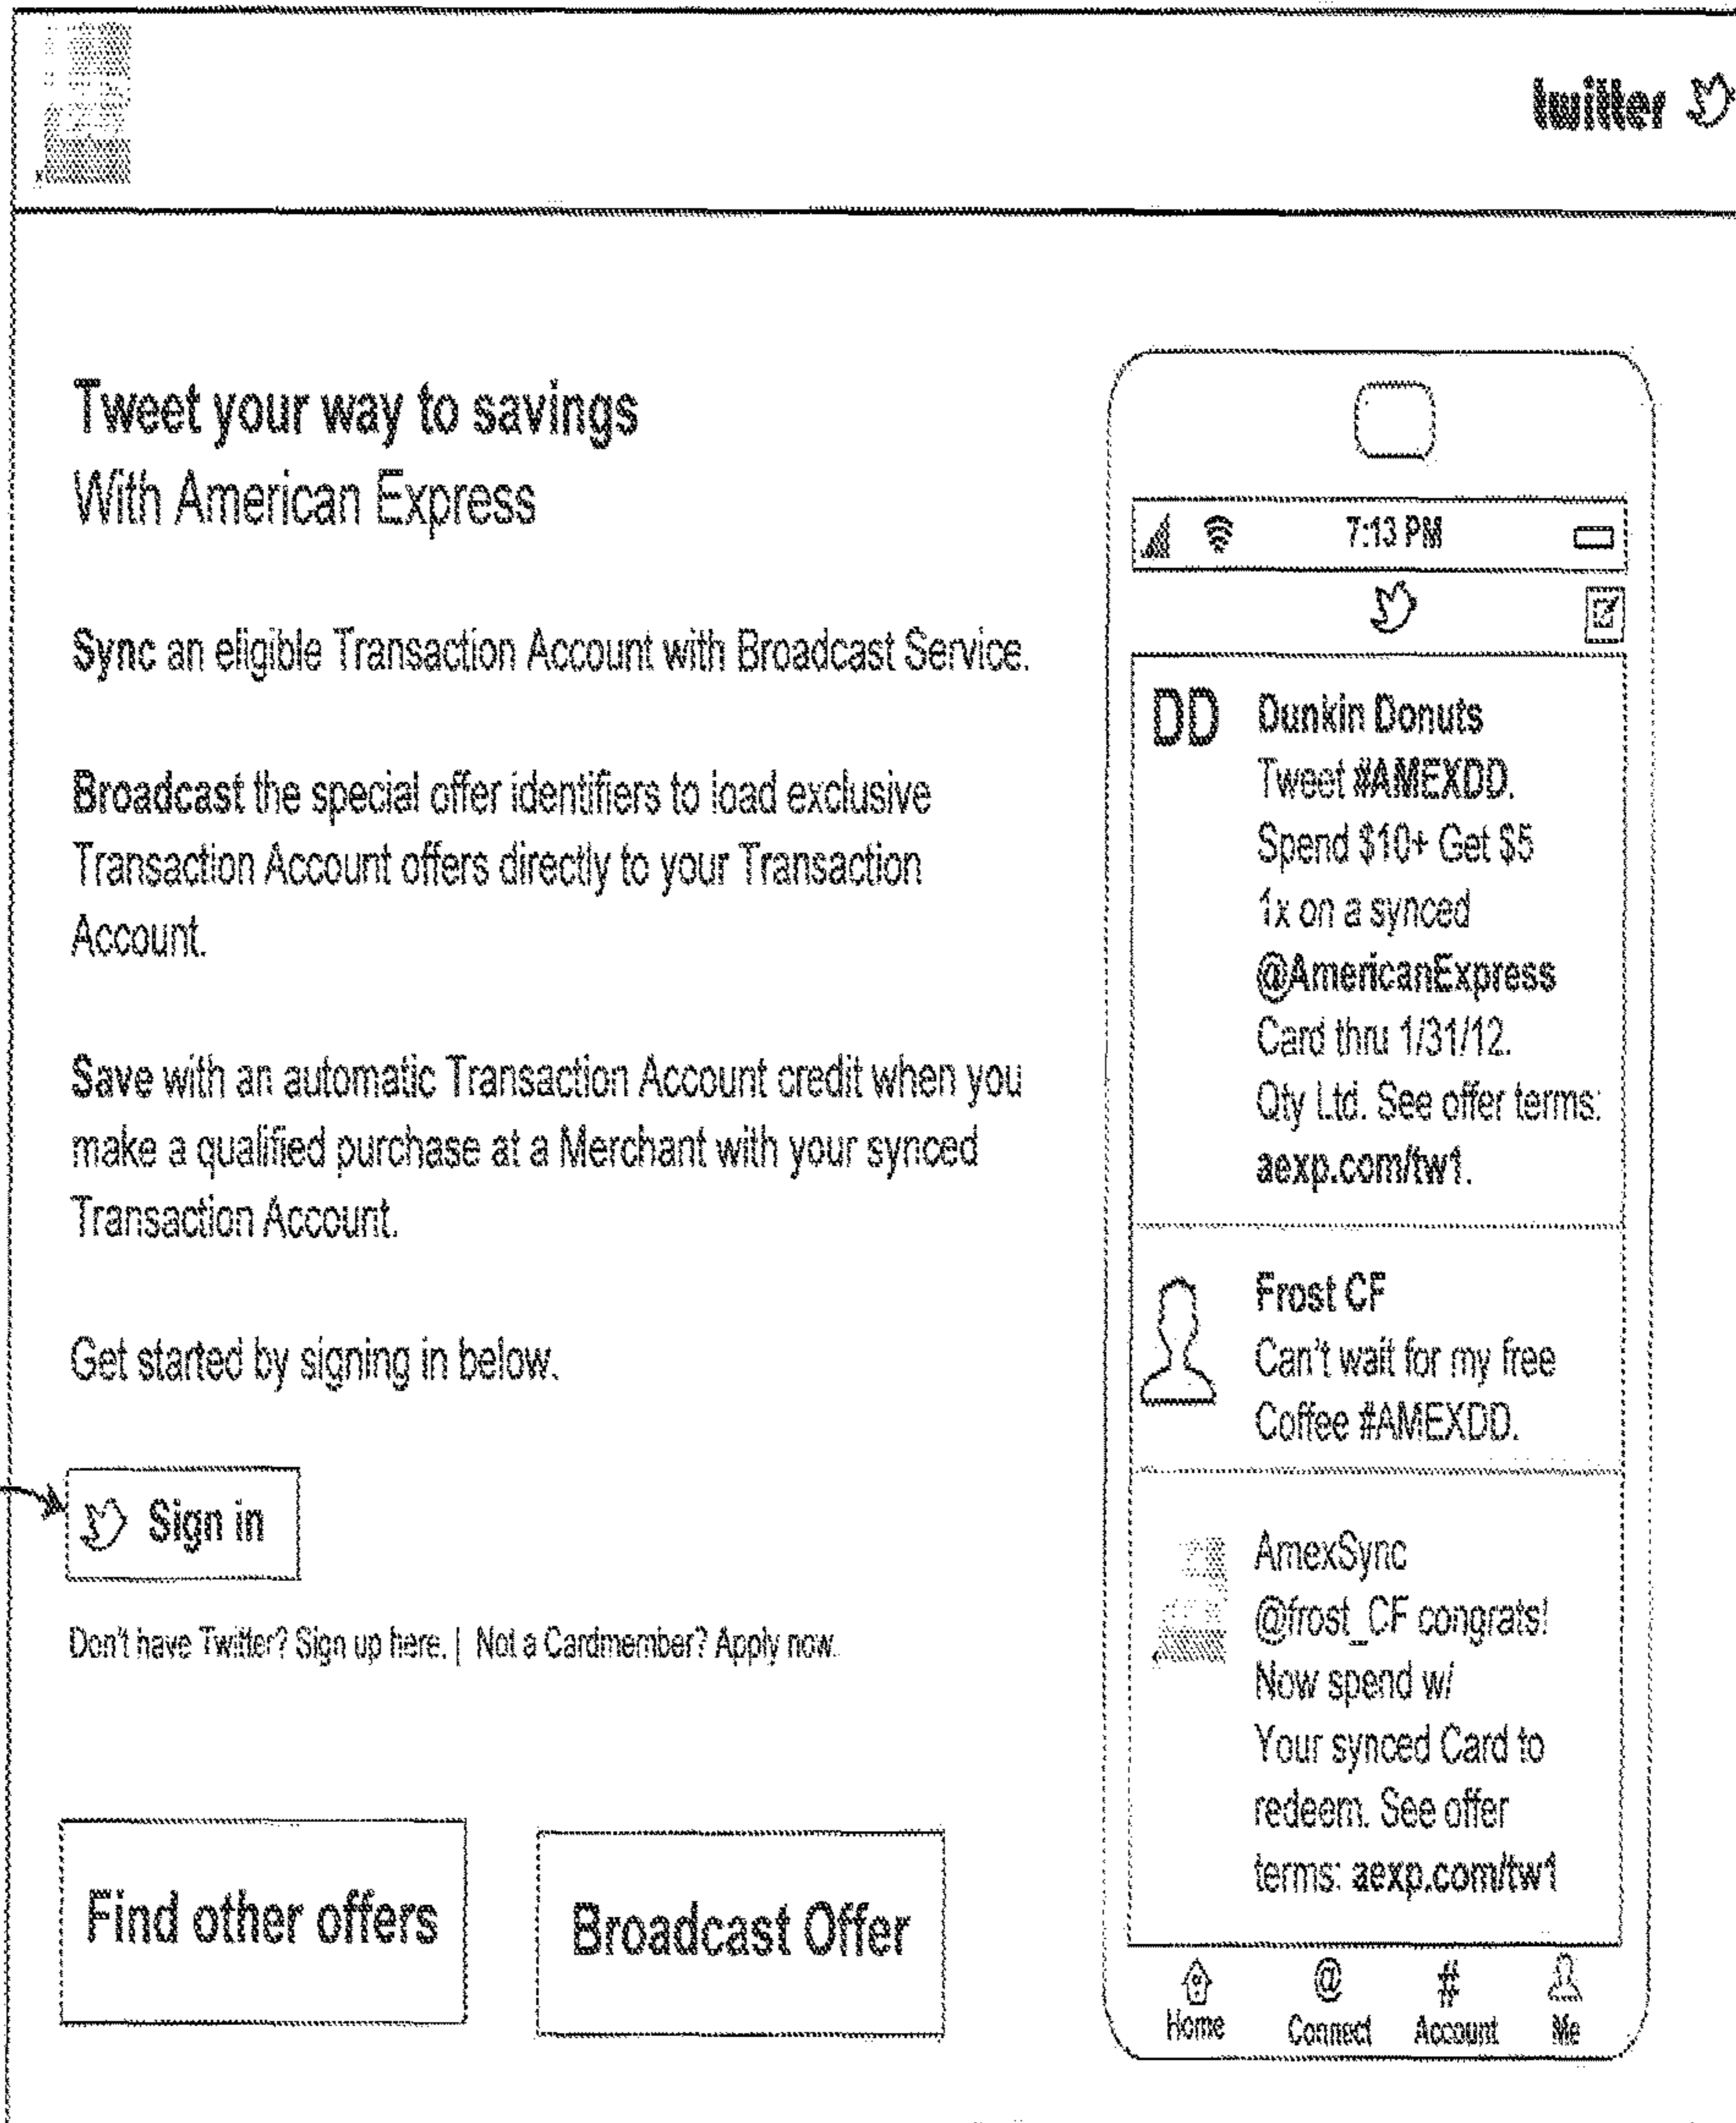 twitter
Tweet your way to savings
With American Express
Sync an eligible Transaction Account with Broadcast Service.
Broadcast the special offer identifiers to load exclusive
Transaction Account offers directly to your Transaction
Account.
Save with an automatic Transaction Account credit when you
make a qualified purchase at a Merchant with your synced
Transaction Account.
Get started by signing in below.
Sign in
Don't have Twitter? Sign up here. | Not a Cardmember? Apply now.
Find other offers
Broadcast Offer
7:13 PM
DD
Dunkin Donuts
Tweet #AMEXDD.
Spend $10+ Get $5
1x on a synced
@AmericanExpress
Card thru 1/31/12.
Qty Ltd. See offer terms:
aexp.com/tw1.
Frost CF
Can't wait for my free
Coffee #AMEXDD.
AmexSync
@frost_CF congrats!
Now spend w/
Your synced Card to
redeem. See offer
terms: aexp.com/tw1
@
#
Home Connect Account Me